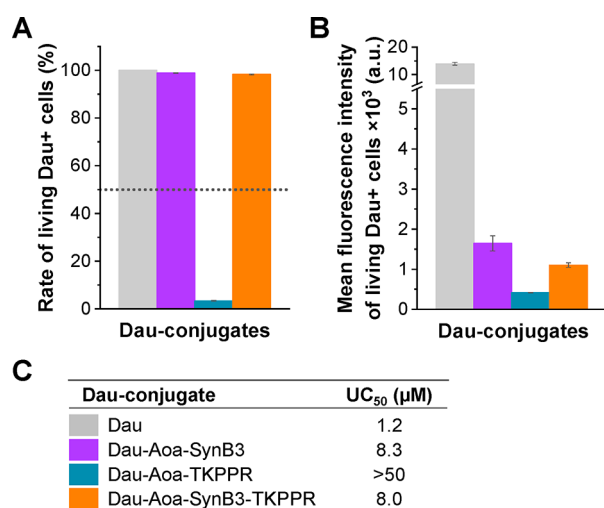 A
Rate of living Dau+ cells (%)
100
80
60
40
20
0
Dau-conjugates
B
Mean fluorescence intensity
of living Dau+ cells ×10³ (a.u.)
20
10
5
4
3
2
1
0
Dau-conjugates
C
Dau-conjugate UC₅₀ (µM)
Dau 1.2
Dau-Aoa-SynB3 8.3
Dau-Aoa-TKPPR >50
Dau-Aoa-SynB3-TKPPR 8.0